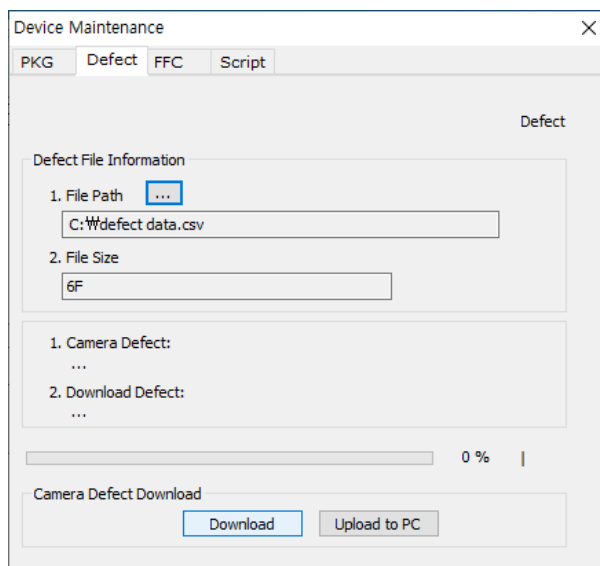 Device Maintenance
PKG Defect FFC Script
Defect
Defect File Information
1. File Path ...
C:₩defect data.csv
2. File Size
6F
1. Camera Defect:
...
2. Download Defect:
...
0 % |
Camera Defect Download
Download Upload to PC